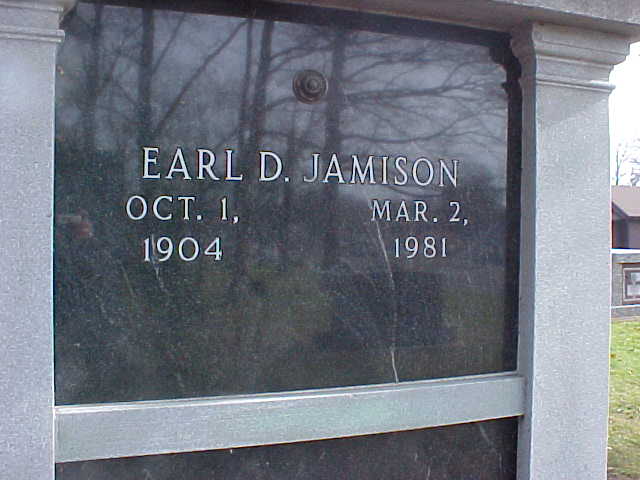 EARL D. JAMISON
OCT. 1, MAR. 2,
1904 1981